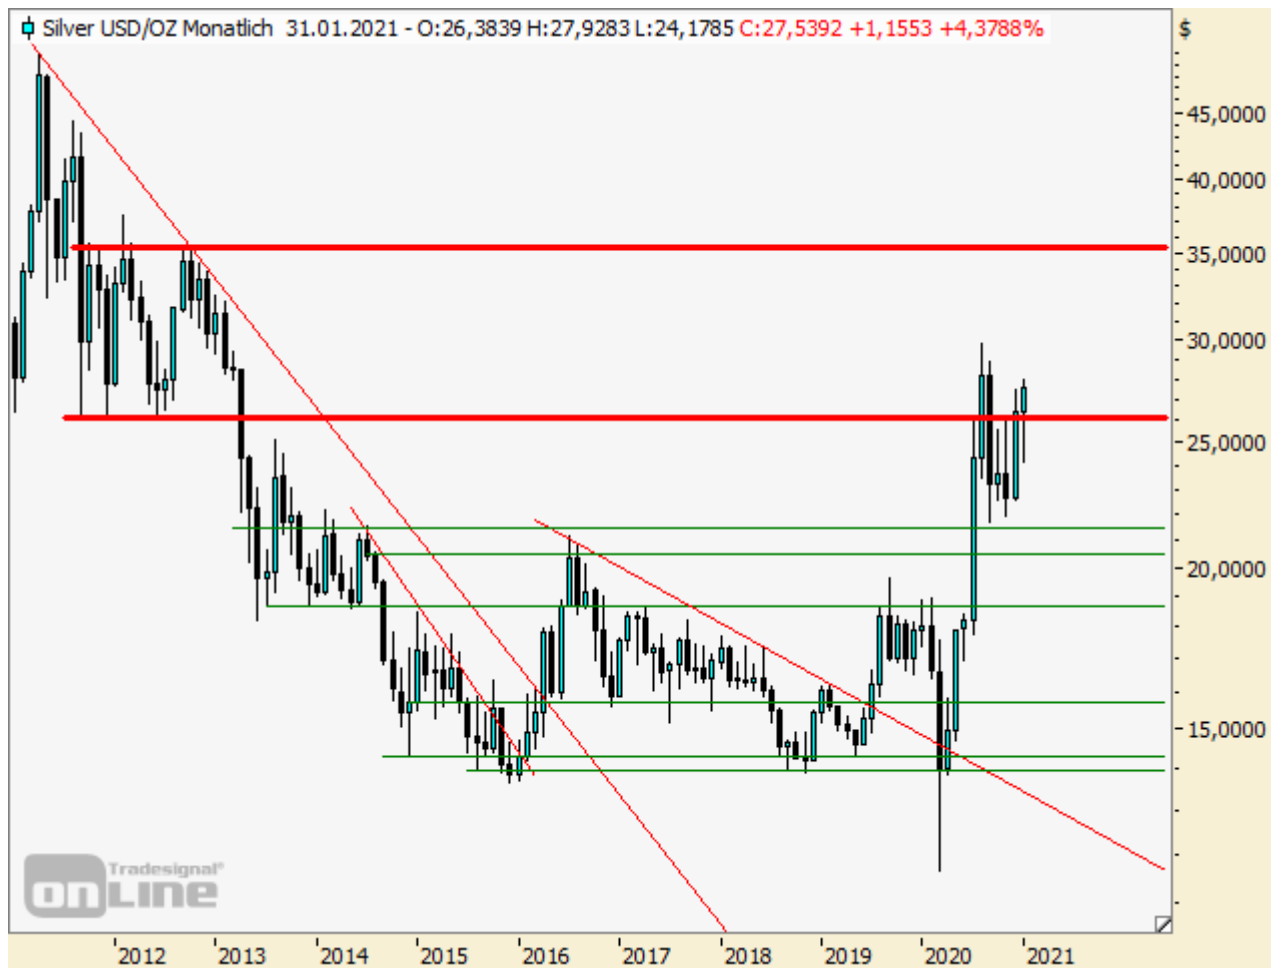 Silver USD/OZ Monatlich 31.01.2021 - O:26,3839 H:27,9283 L:24,1785 C:27,5392 +1,1553 +4,3788%
$
45,0000
40,0000
35,0000
30,0000
25,0000
20,0000
15,0000
Tradesignal®
onLine
2012 2013 2014 2015 2016 2017 2018 2019 2020 2021